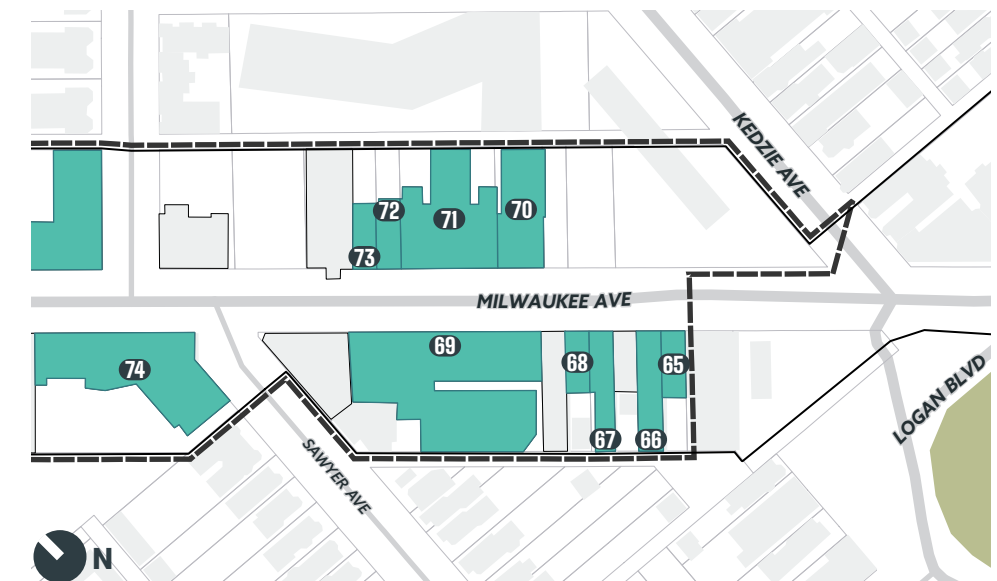 KEDZIE AVE
72
71
70
73
MILWAUKEE AVE
69
68
65
74
LOGAN BLVD
67
66
SAWYER AVE
N